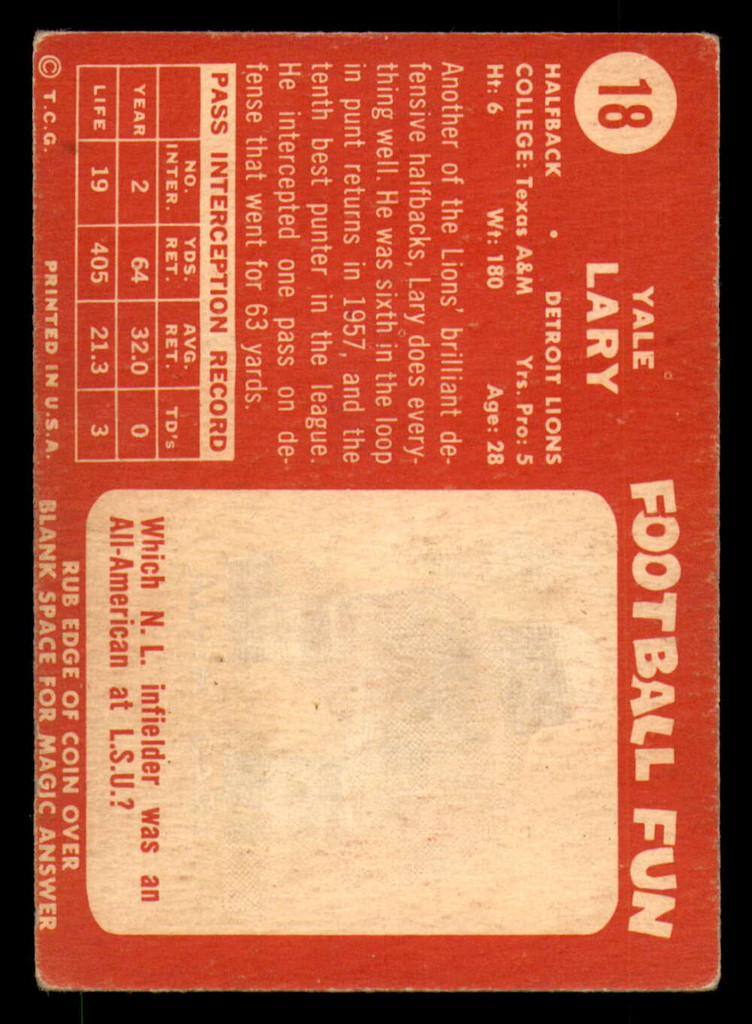 18
YALE
LARY
HALFBACK • DETROIT LIONS
COLLEGE: Texas A&M Yrs. Pro: 5
Ht: 6 Wt: 180 Age: 28
Another of the Lions' brilliant de-
fensive halfbacks, Lary does every-
thing well. He was sixth in the loop
in punt returns in 1957, and the
tenth best punter in the league.
He intercepted one pass on de-
fense that went for 63 yards.
PASS INTERCEPTION RECORD
NO. INTER. YDS. RET. AVG. RET. TD's
YEAR 2 64 32.0 0
LIFE 19 405 21.3 3
© T.C.G. PRINTED IN U.S.A.
FOOTBALL FUN
Which N. L. infielder was an
All-American at L.S.U.?
RUB EDGE OF COIN OVER
BLANK SPACE FOR MAGIC ANSWER